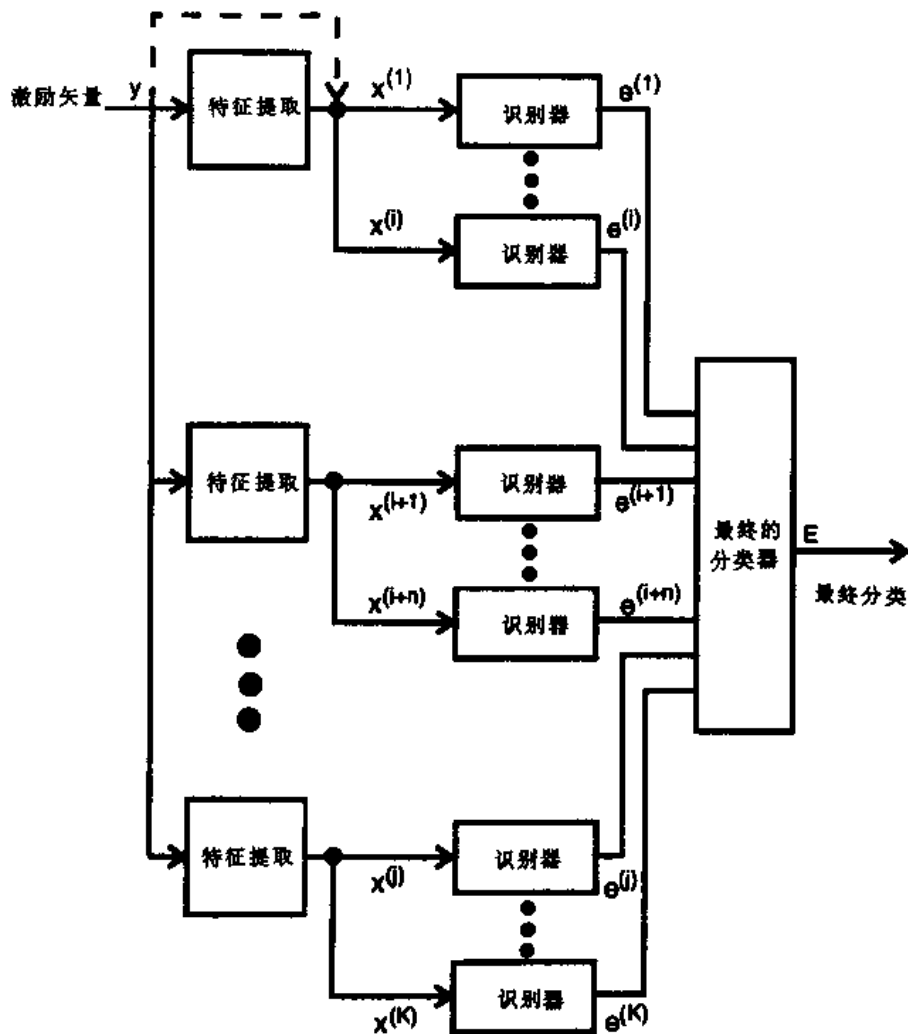 激励矢量
y
特征提取
x(1)
识别器
e(1)
x(i)
识别器
e(i)
特征提取
x(i+1)
识别器
e(i+1)
x(i+n)
识别器
e(i+n)
最终的
分类器
E
最终分类
特征提取
x(j)
识别器
e(j)
x(K)
识别器
e(K)